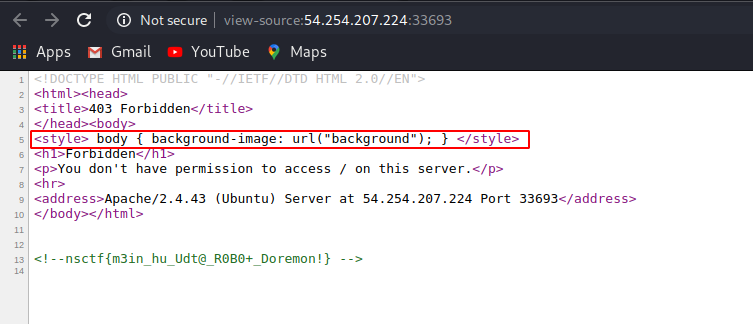 Not secure | view-source:54.254.207.224:33693
Apps Gmail YouTube Maps
1 <!DOCTYPE HTML PUBLIC "-//IETF//DTD HTML 2.0//EN">
2 <html><head>
3 <title>403 Forbidden</title>
4 </head><body>
5 <style> body { background-image: url("background"); } </style>
6 <h1>Forbidden</h1>
7 <p>You don't have permission to access / on this server.</p>
8 <hr>
9 <address>Apache/2.4.43 (Ubuntu) Server at 54.254.207.224 Port 33693</address>
10 </body></html>
11
12
13 <!--nsctf{m3in_hu_Udt@_R0B0+_Doremon!} -->
14